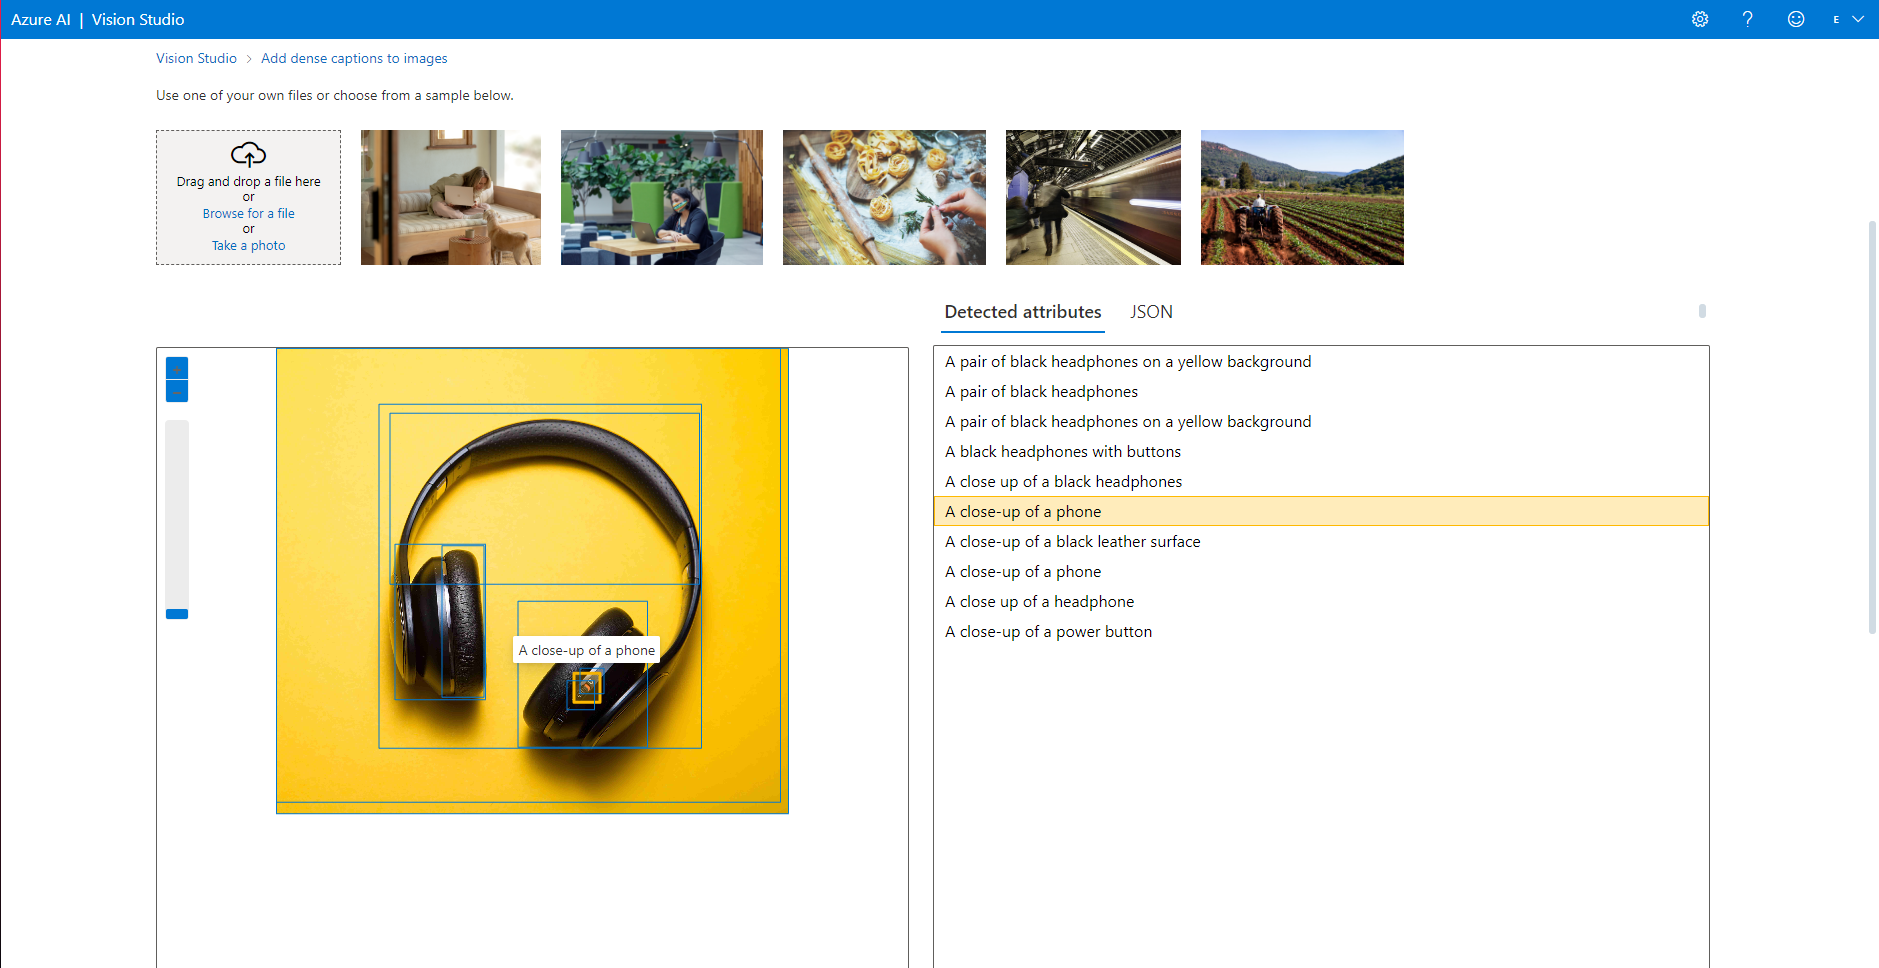 Azure AI | Vision Studio
E
Vision Studio > Add dense captions to images
Use one of your own files or choose from a sample below.
Drag and drop a file here
or
Browse for a file
or
Take a photo
Detected attributes
JSON
A pair of black headphones on a yellow background
A pair of black headphones
A pair of black headphones on a yellow background
A black headphones with buttons
A close up of a black headphones
A close-up of a phone
A close-up of a black leather surface
A close-up of a phone
A close up of a headphone
A close-up of a power button
A close-up of a phone